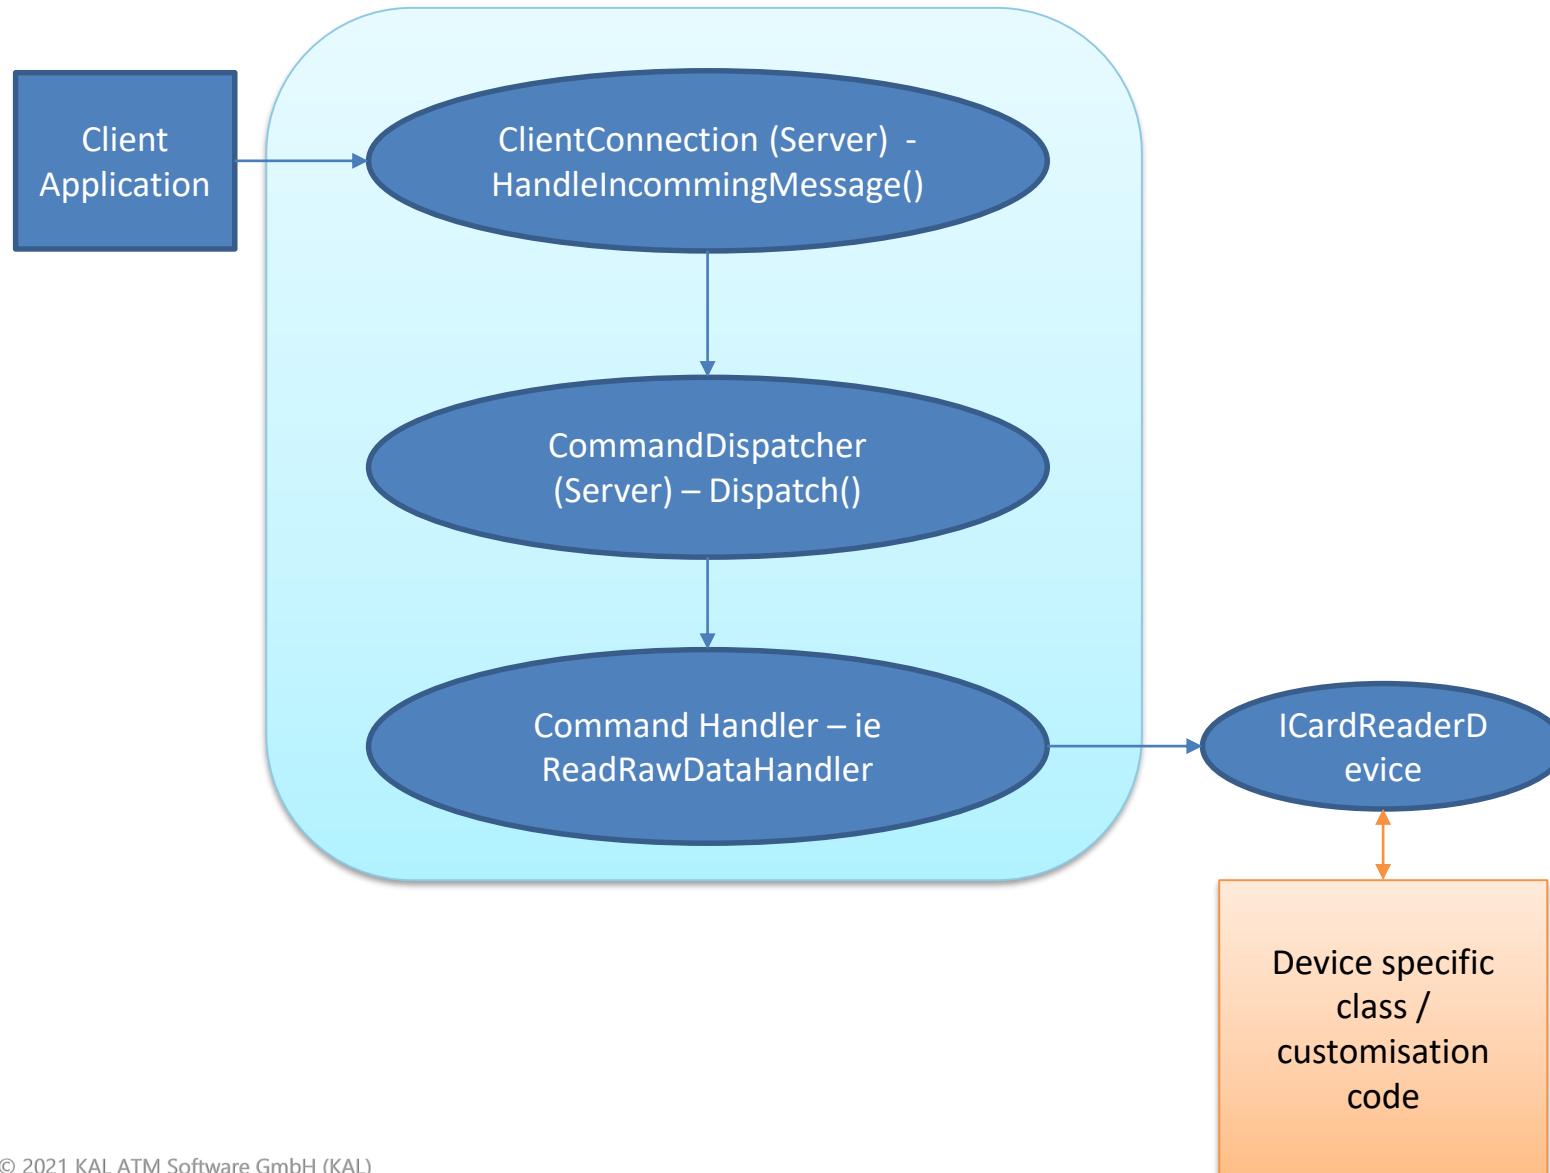 Client
Application
ClientConnection (Server)  -
HandleIncommingMessage()
CommandDispatcher
(Server) – Dispatch()
Command Handler – ie
ReadRawDataHandler
ICardReaderD
evice
Device specific
class /
customisation
code
© 2021 KAL ATM Software GmbH (KAL)